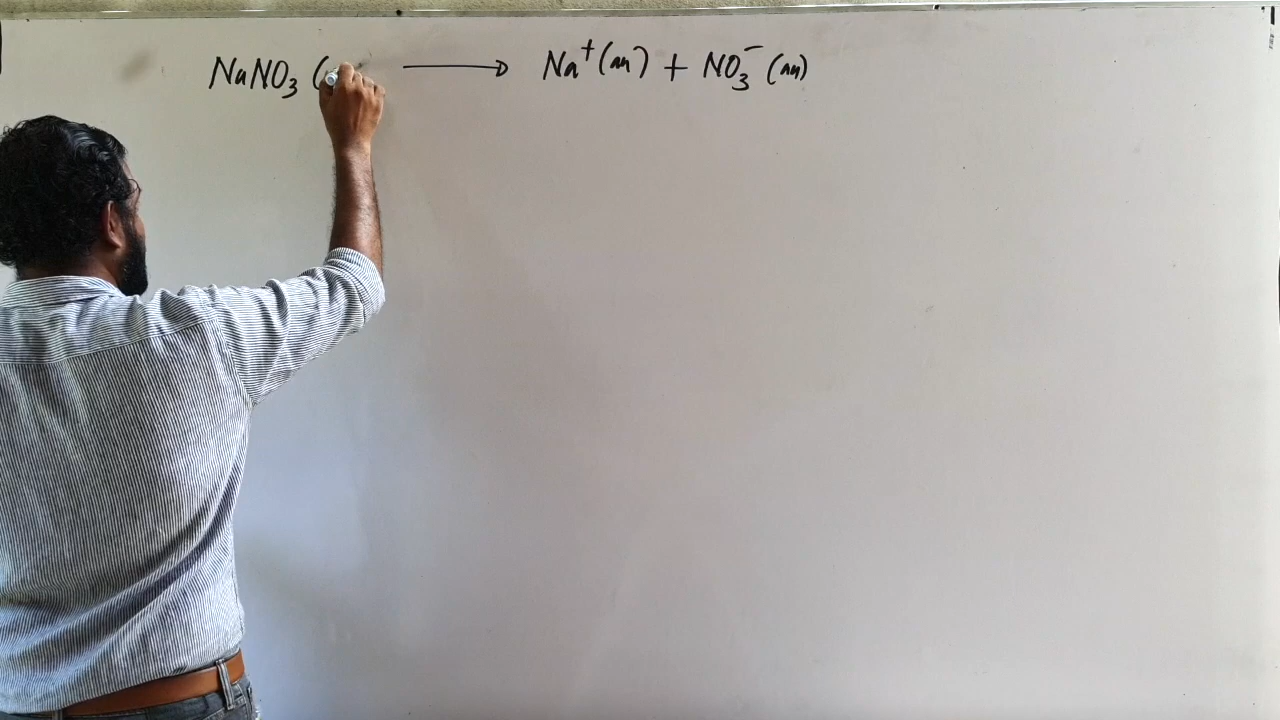 NaNO₃ ( ⟶ Na⁺(aq) + NO₃⁻(aq)